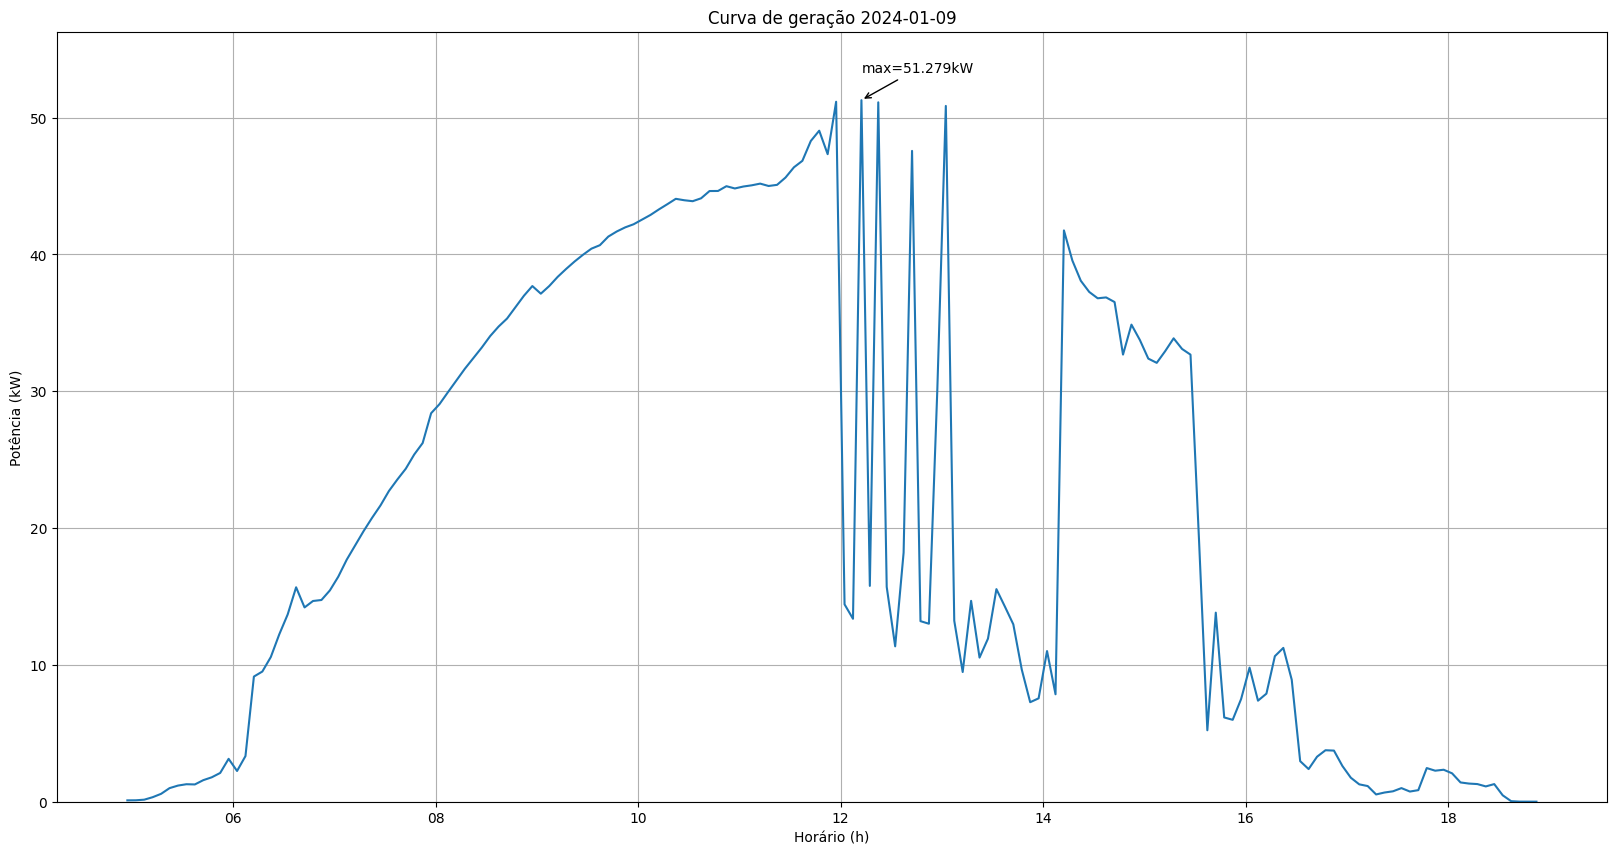 Curva de geração 2024-01-09
max=51.279kW
Potência (kW)
50
40
30
20
10
0
06 08 10 12 14 16 18
Horário (h)